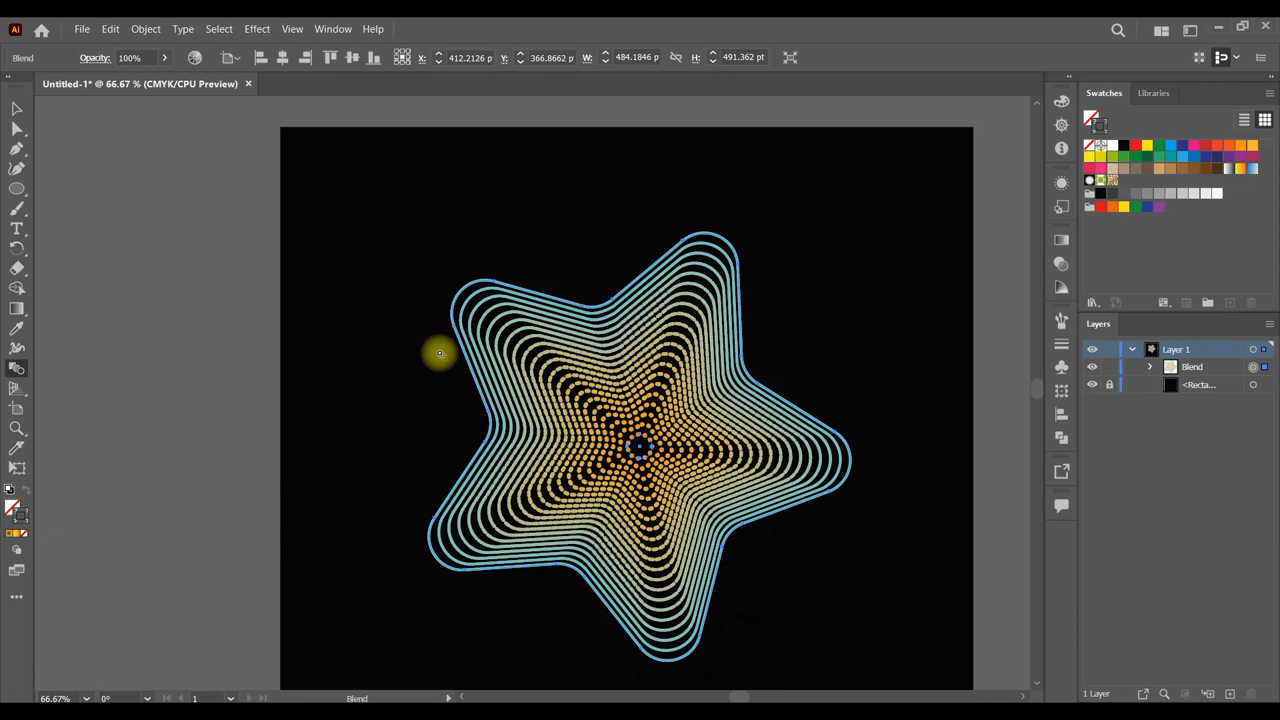 Ai File Edit Object Type Select Effect View Window Help
Blend Opacity: 100% X: 412.2126 p Y: 366.8662 p W: 484.1846 p H: 491.362 pt
Untitled-1* @ 66.67 % (CMYK/CPU Preview) ×
Swatches Libraries
T
Layers
Layer 1
Blend
<Recta...
66.67% 0° 1 Blend
1 Layer